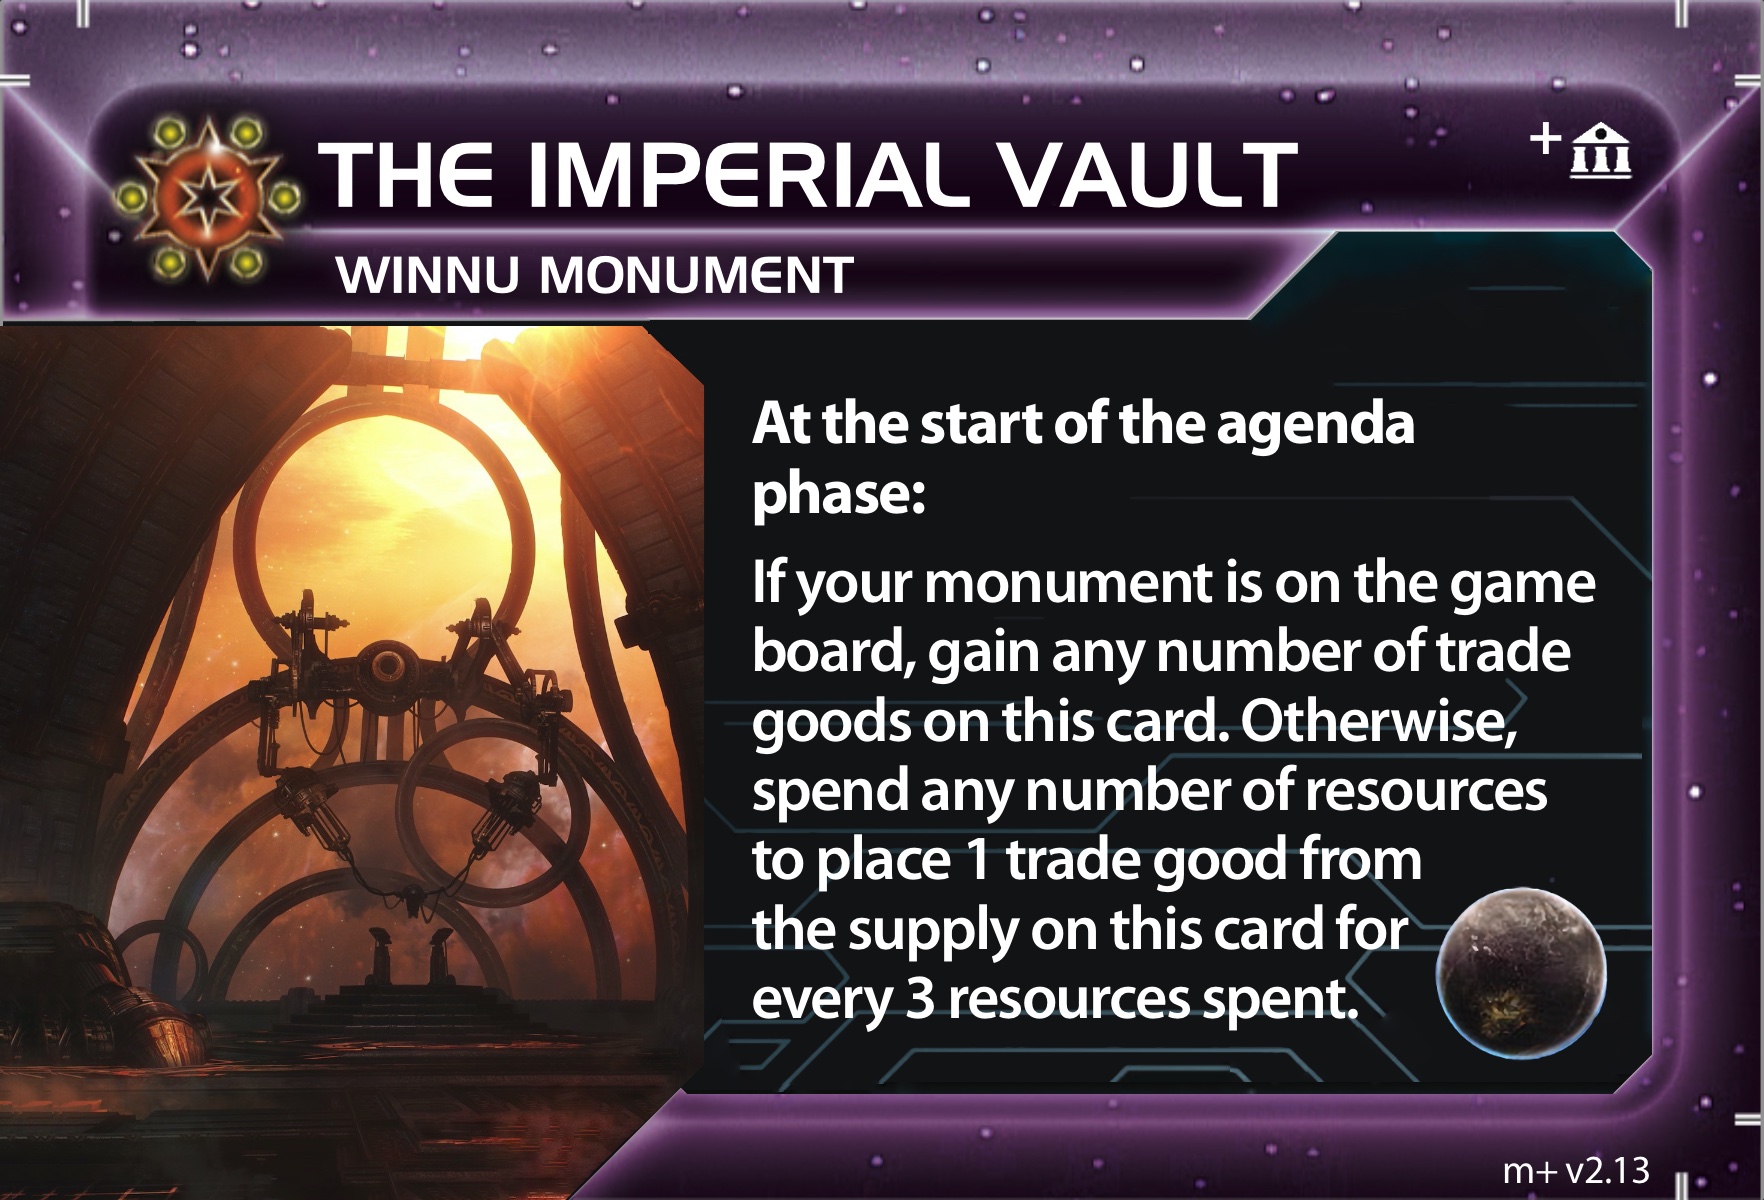 THE IMPERIAL VAULT
+
WINNU MONUMENT
At the start of the agenda
phase:
If your monument is on the game
board, gain any number of trade
goods on this card. Otherwise,
spend any number of resources
to place 1 trade good from
the supply on this card for
every 3 resources spent.
m+ v2.13